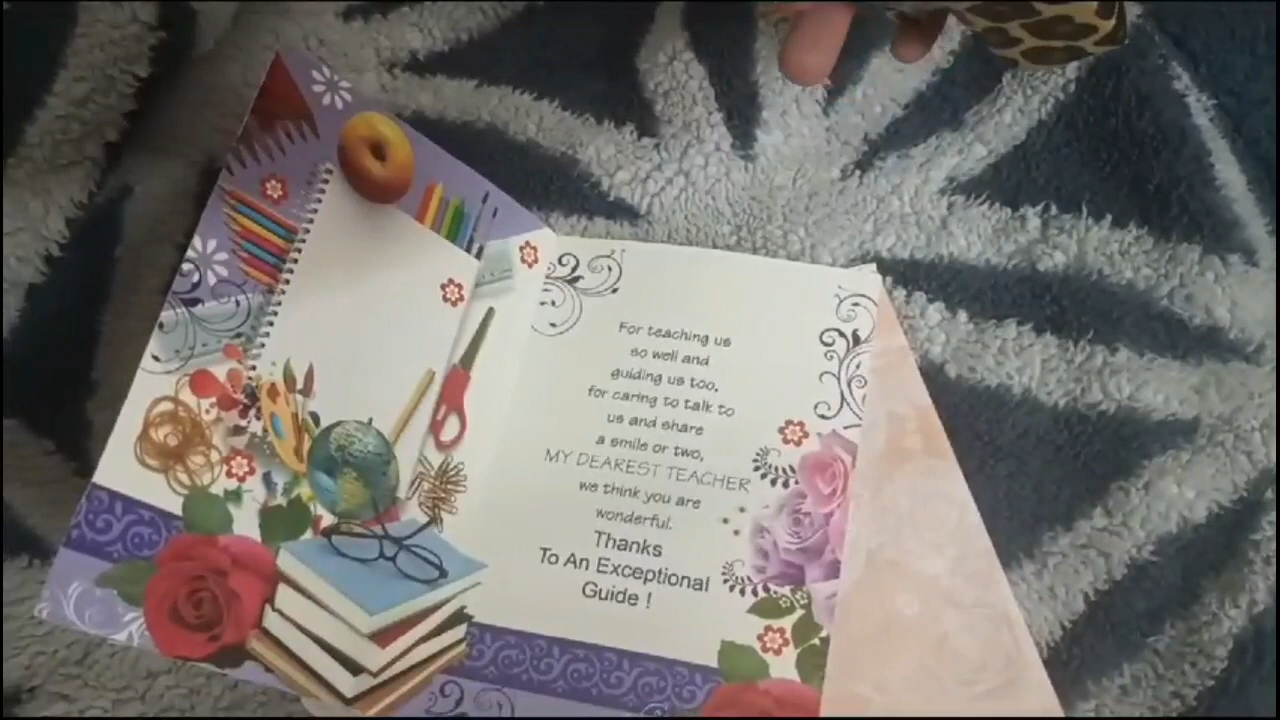 For teaching us
so well and
guiding us too,
for caring to talk to
us and share
a smile or two,
MY DEAREST TEACHER
we think you are
wonderful.
Thanks
To An Exceptional
Guide !